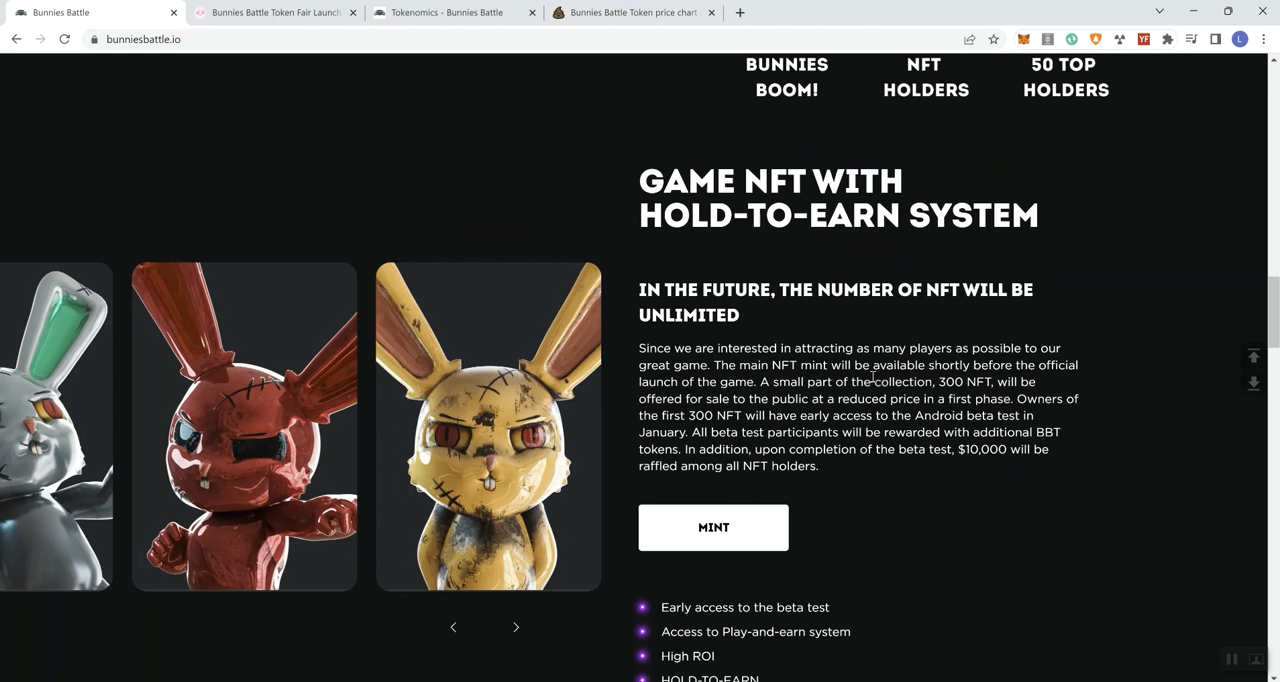 Bunnies Battle
Bunnies Battle Token Fair Launch
Tokenomics - Bunnies Battle
Bunnies Battle Token price chart
bunniesbattle.io
YF
L
BUNNIES
BOOM!
NFT
HOLDERS
50 TOP
HOLDERS
GAME NFT WITH
HOLD-TO-EARN SYSTEM
IN THE FUTURE, THE NUMBER OF NFT WILL BE
UNLIMITED
Since we are interested in attracting as many players as possible to our
great game. The main NFT mint will be available shortly before the official
launch of the game. A small part of the collection, 300 NFT, will be
offered for sale to the public at a reduced price in a first phase. Owners of
the first 300 NFT will have early access to the Android beta test in
January. All beta test participants will be rewarded with additional BBT
tokens. In addition, upon completion of the beta test, $10,000 will be
raffled among all NFT holders.
MINT
Early access to the beta test
Access to Play-and-earn system
High ROI
HOLD-TO-EARN